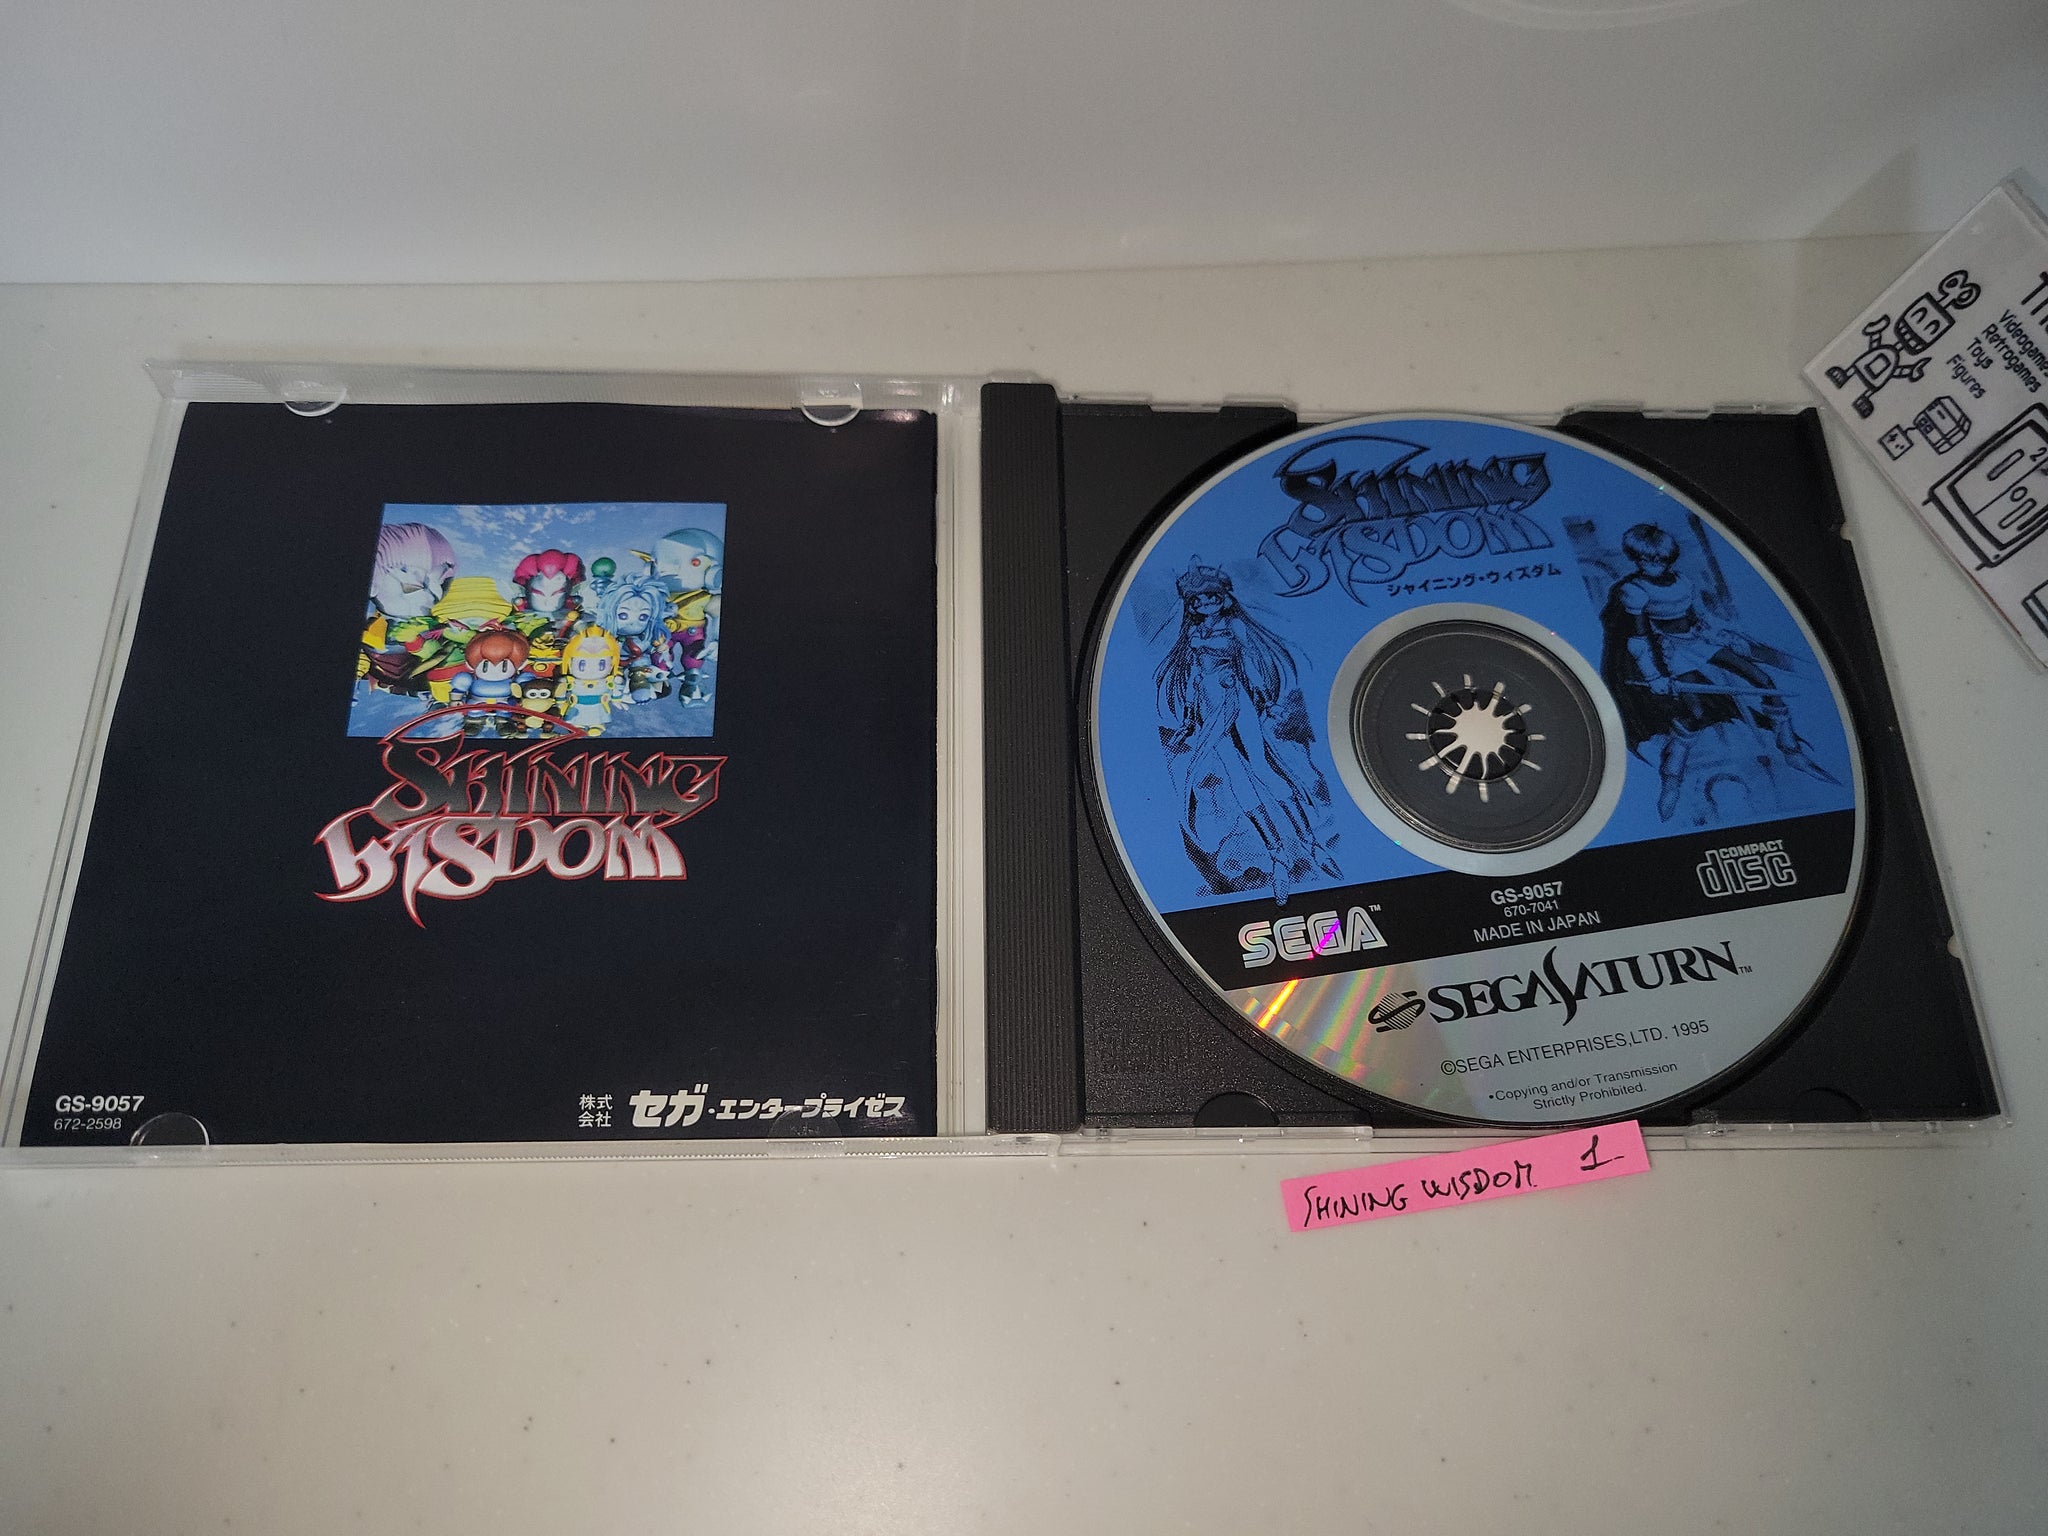 SHINING
WISDOM
GS-9057
672-2598
株式
会社
セガ・エンタープライゼス
SHINING
WISDOM
シャイニング・ウィズダム
COMPACT
disc
GS-9057
670-7041
MADE IN JAPAN
SEGA™
SEGA SATURN™
©SEGA ENTERPRISES,LTD. 1995
•Copying and/or Transmission
Strictly Prohibited.
SHINING WISDOM 1
Videogames
Retrogames
Toys
Figures
2